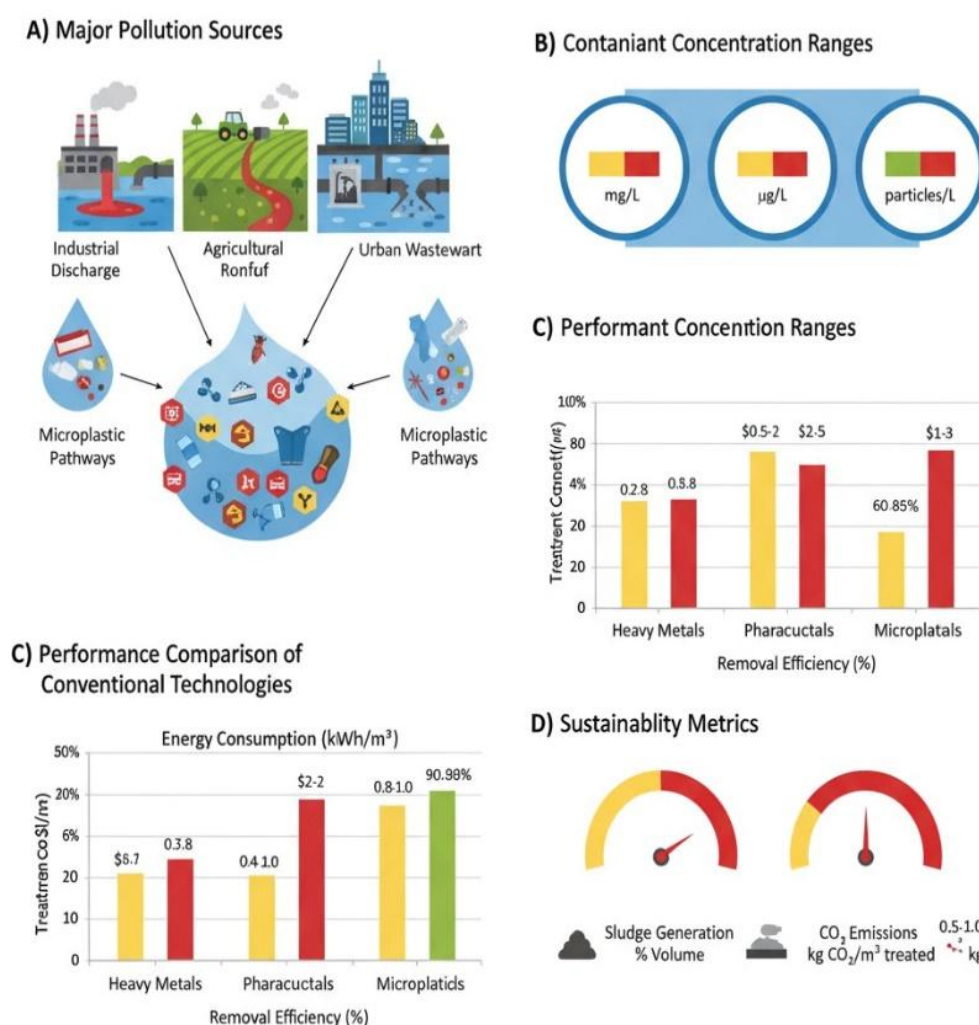 A) Major Pollution Sources
Industrial
Discharge
Agricultural
Ronfuf
Urban Wastewart
Microplastic
Pathways
Microplastic
Pathways
B) Contaniant Concentration Ranges
mg/L
µg/L
particles/L
C) Performant Concention Ranges
80
4%
20
20
0
0.2.8
0.8.8
$0.5-2
$2-5
60.85%
$1-3
Heavy Metals
Pharacuctals
Microplatals
Removal Efficiency (%)
C) Performance Comparison of
Conventional Technologies
Energy Consumption (kWh/m³)
50%
20%
6%
20
10
0
0.3.8
0.4 1.0
$2-2
0.8-1.0
90.98%
Heavy Metals
Pharacuctals
Microplaticls
Removal Efficiency (%)
D) Sustainablity Metrics
Sludge Generation
% Volume
CO₂ Emissions
kg CO₂/m³ treated
0.5-1.0
kg